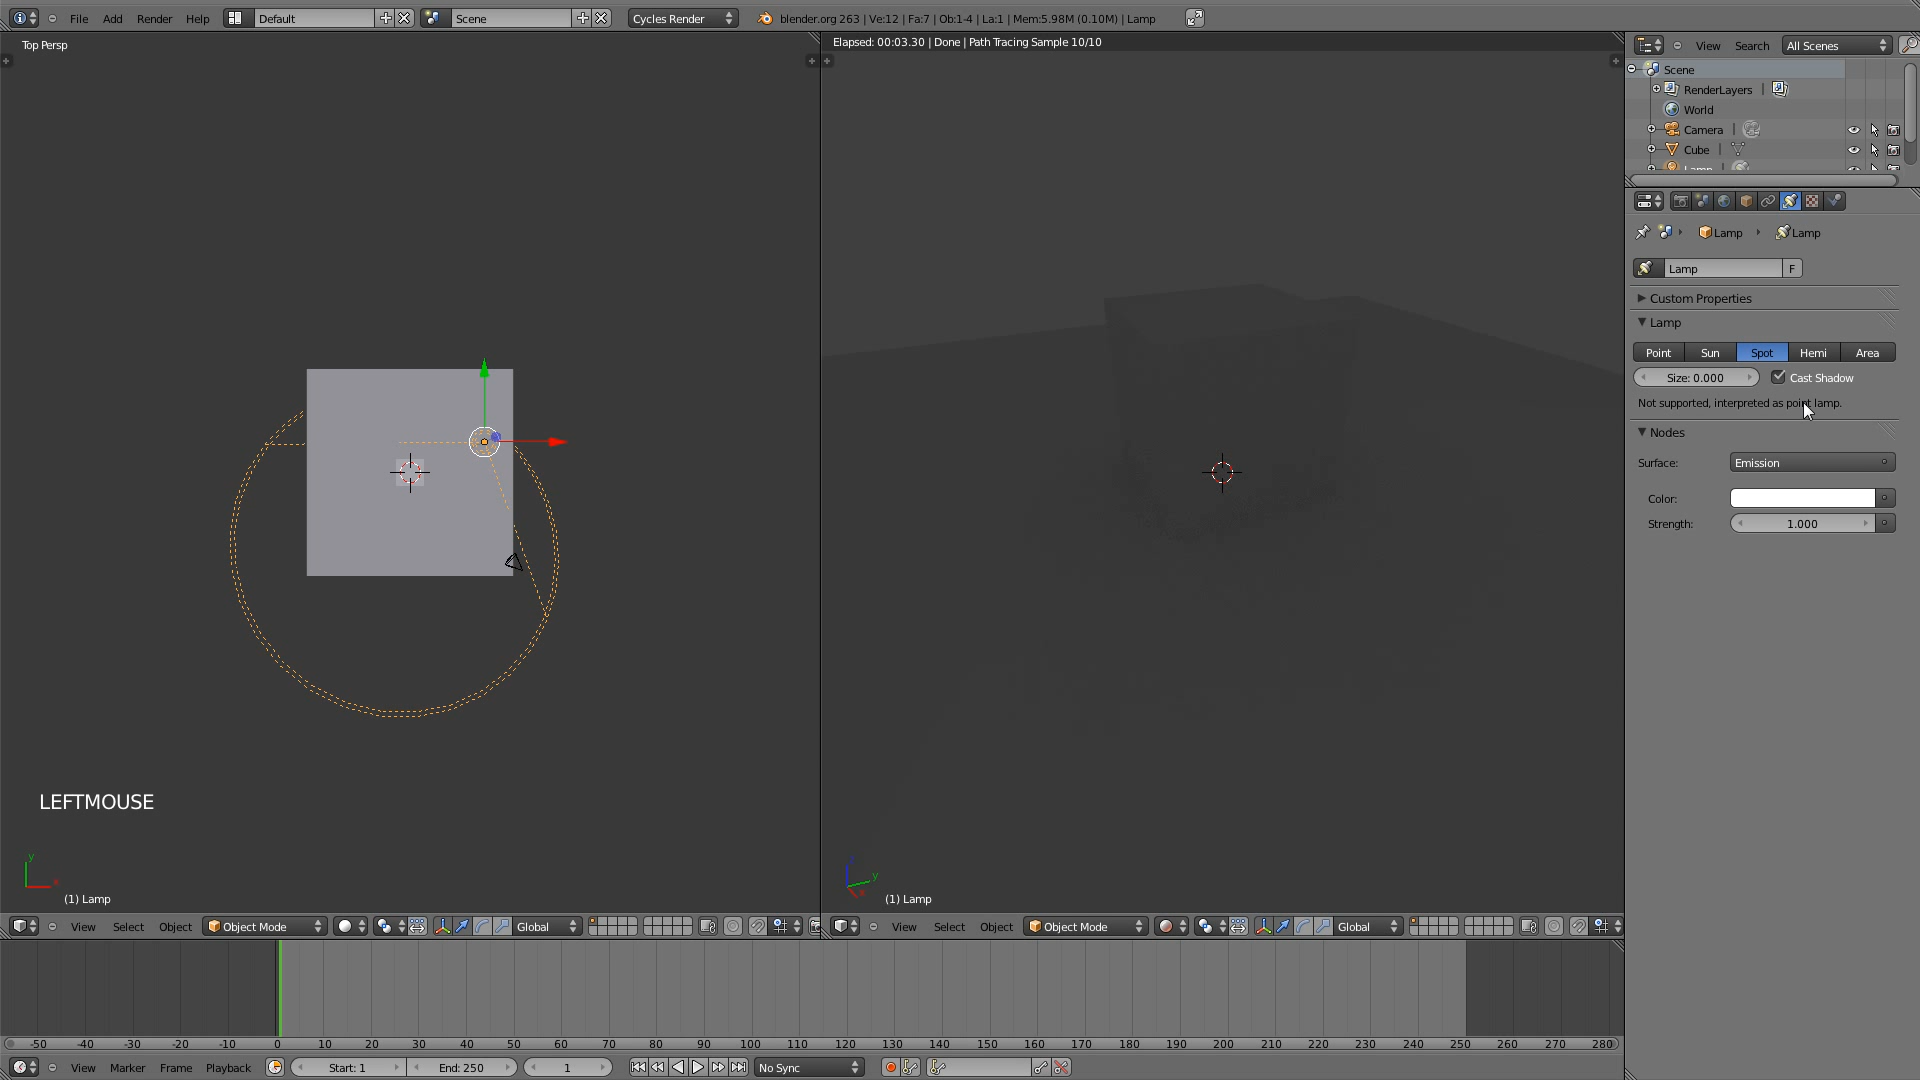 File Add Render Help Default Scene Cycles Render blender.org 263 | Ve:12 | Fa:7 | Ob:1-4 | La:1 | Mem:5.98M (0.10M) | Lamp
Top Persp
Elapsed: 00:03.30 | Done | Path Tracing Sample 10/10
View Search All Scenes
Scene
RenderLayers
World
Camera
Cube
Lamp
Lamp Lamp
Lamp F
Custom Properties
Lamp
Point Sun Spot Hemi Area
Size: 0.000 Cast Shadow
Not supported, interpreted as point lamp.
Nodes
Surface: Emission
Color:
Strength: 1.000
LEFTMOUSE
y
x
z
y
x
(1) Lamp
(1) Lamp
View Select Object Object Mode Global
View Select Object Object Mode Global
-50 -40 -30 -20 -10 0 10 20 30 40 50 60 70 80 90 100 110 120 130 140 150 160 170 180 190 200 210 220 230 240 250 260 270 280
View Marker Frame Playback Start: 1 End: 250 1 No Sync